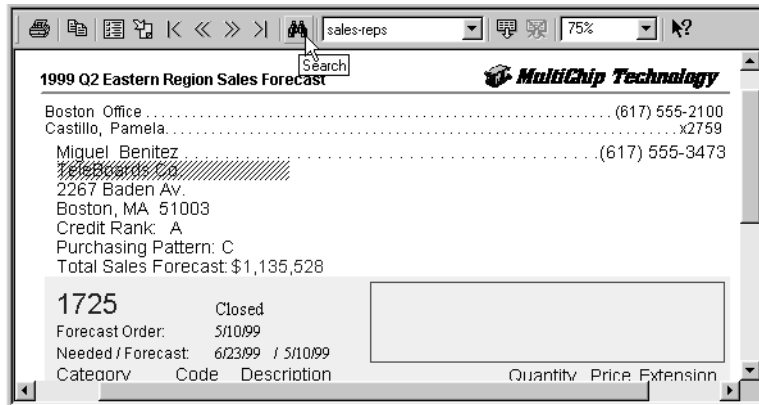 sales-reps 75%
Search
1999 Q2 Eastern Region Sales Forecast MultiChip Technology
Boston Office . . . . . . . . . . . . . . . . . . . . . . . . . . . . . . . . . . . . . . . . (617) 555-2100
Castillo, Pamela. . . . . . . . . . . . . . . . . . . . . . . . . . . . . . . . . . . . . . . . x2759
Miguel Benitez . . . . . . . . . . . . . . . . . . . . . . . . . . . . . . . . (617) 555-3473
TeleBoards Co.
2267 Baden Av.
Boston, MA 51003
Credit Rank: A
Purchasing Pattern: C
Total Sales Forecast: $1,135,528
1725 Closed
Forecast Order: 5/10/99
Needed / Forecast: 6/23/99 / 5/10/99
Category Code Description Quantity Price Extension